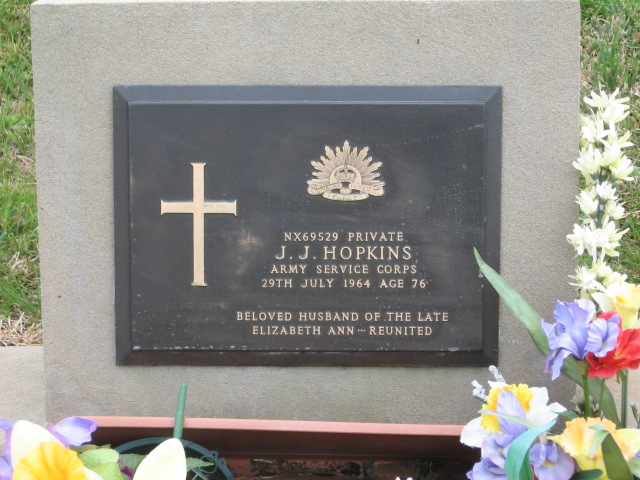 NX69529 PRIVATE
J. J. HOPKINS
ARMY SERVICE CORPS
29TH JULY 1964 AGE 76
BELOVED HUSBAND OF THE LATE
ELIZABETH ANN ··· REUNITED